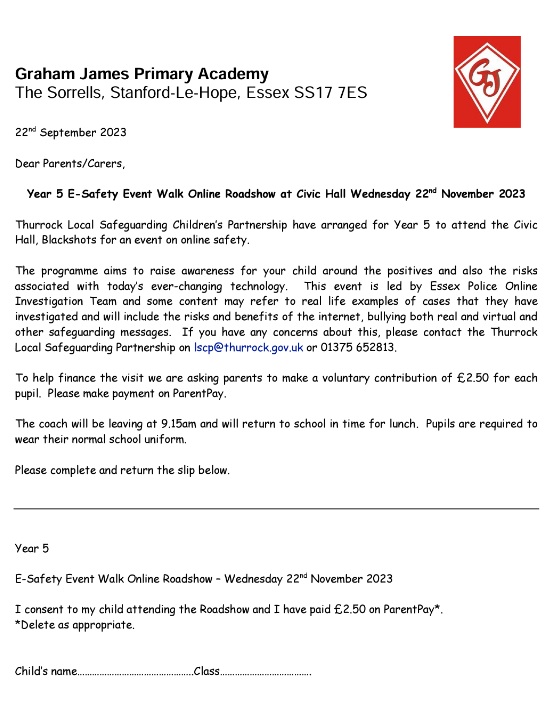 Graham James Primary Academy
The Sorrells, Stanford-Le-Hope, Essex SS17 7ES
GJ
22nd September 2023
Dear Parents/Carers,
Year 5 E-Safety Event Walk Online Roadshow at Civic Hall Wednesday 22nd November 2023
Thurrock Local Safeguarding Children's Partnership have arranged for Year 5 to attend the Civic
Hall, Blackshots for an event on online safety.
The programme aims to raise awareness for your child around the positives and also the risks
associated with today's ever-changing technology. This event is led by Essex Police Online
Investigation Team and some content may refer to real life examples of cases that they have
investigated and will include the risks and benefits of the internet, bullying both real and virtual and
other safeguarding messages. If you have any concerns about this, please contact the Thurrock
Local Safeguarding Partnership on lscp@thurrock.gov.uk or 01375 652813.
To help finance the visit we are asking parents to make a voluntary contribution of £2.50 for each
pupil. Please make payment on ParentPay.
The coach will be leaving at 9.15am and will return to school in time for lunch. Pupils are required to
wear their normal school uniform.
Please complete and return the slip below.
Year 5
E-Safety Event Walk Online Roadshow – Wednesday 22nd November 2023
I consent to my child attending the Roadshow and I have paid £2.50 on ParentPay*.
*Delete as appropriate.
Child's name…………………………………………..Class………………………………